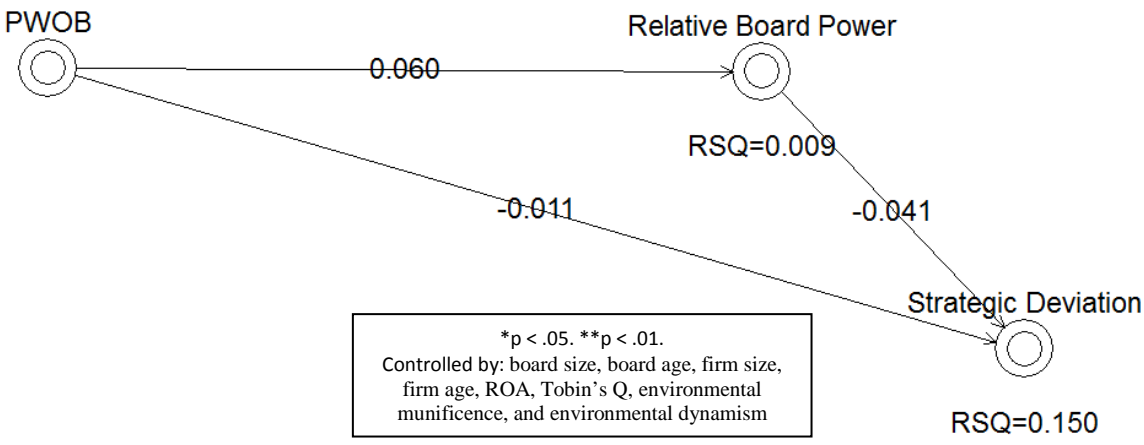 PWOB
Relative Board Power
0.060
RSQ=0.009
-0.011
-0.041
Strategic Deviation
*p < .05. **p < .01.
Controlled by: board size, board age, firm size,
firm age, ROA, Tobin’s Q, environmental
munificence, and environmental dynamism
RSQ=0.150